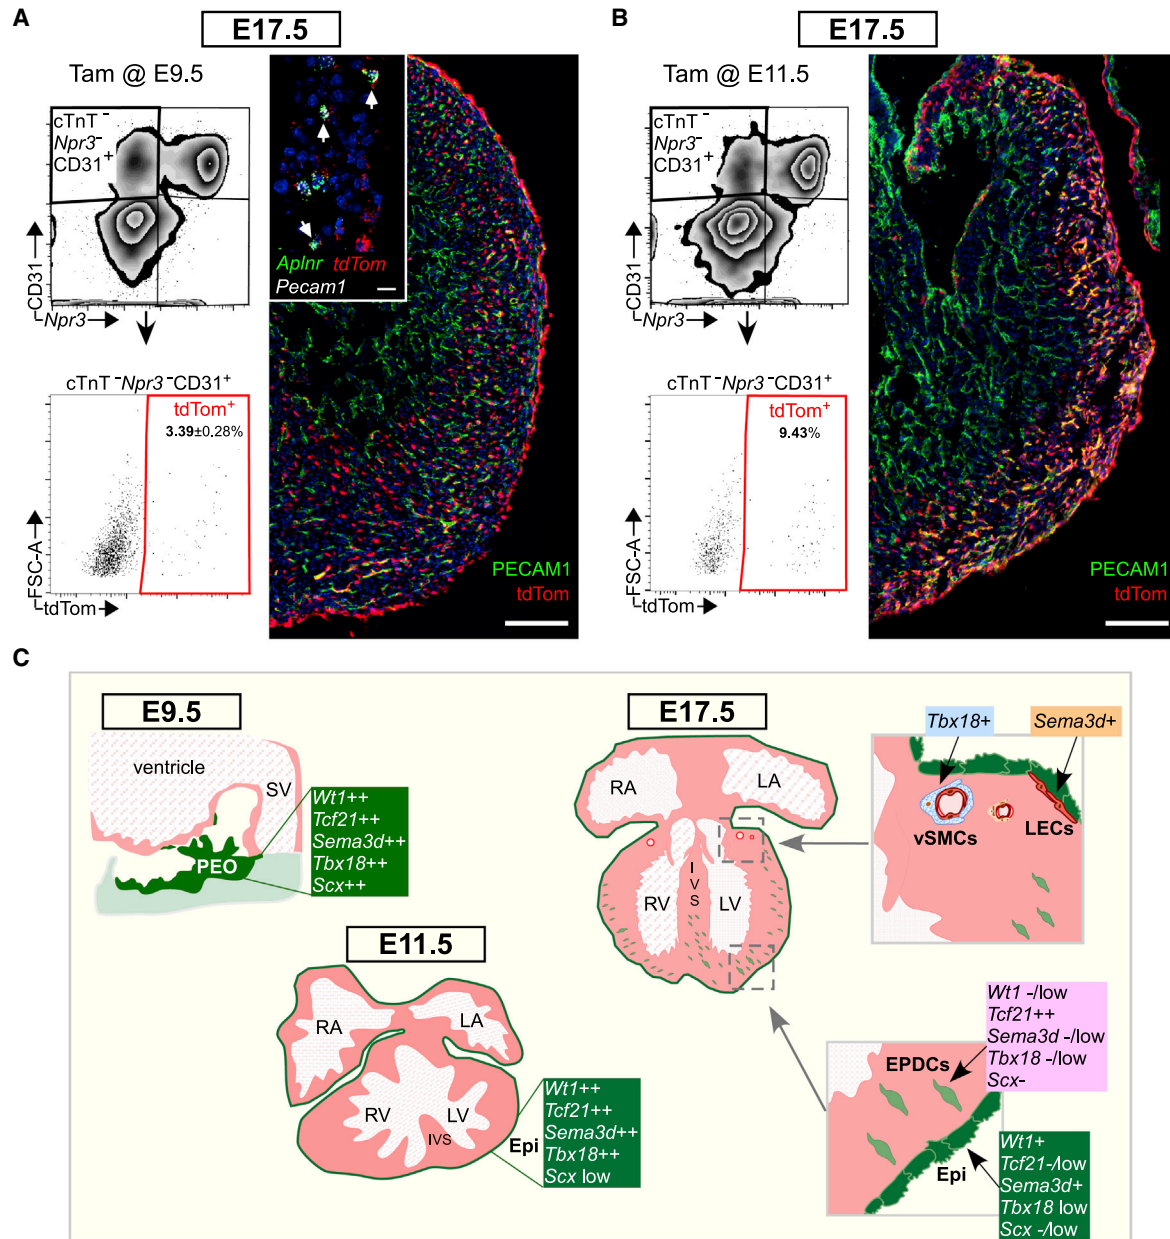 A
E17.5
Tam @ E9.5
cTnT⁻
Npr3⁻
CD31⁺
CD31
Npr3
Aplnr tdTom
Pecam1
cTnT⁻Npr3⁻CD31⁺
tdTom⁺
3.39±0.28%
FSC-A
tdTom
PECAM1
tdTom
B
E17.5
Tam @ E11.5
cTnT⁻
Npr3⁻
CD31⁺
CD31
Npr3
cTnT⁻Npr3⁻CD31⁺
tdTom⁺
9.43%
FSC-A
tdTom
PECAM1
tdTom
C
E9.5
ventricle
SV
PEO
Wt1++
Tcf21++
Sema3d++
Tbx18++
Scx++
E11.5
RA
LA
RV
LV
IVS
Epi
Wt1++
Tcf21++
Sema3d++
Tbx18++
Scx low
E17.5
RA
LA
I
V
S
RV
LV
Tbx18+
Sema3d+
vSMCs
LECs
EPDCs
Wt1 -/low
Tcf21++
Sema3d -/low
Tbx18 -/low
Scx-
Epi
Wt1+
Tcf21-/low
Sema3d+
Tbx18 low
Scx -/low